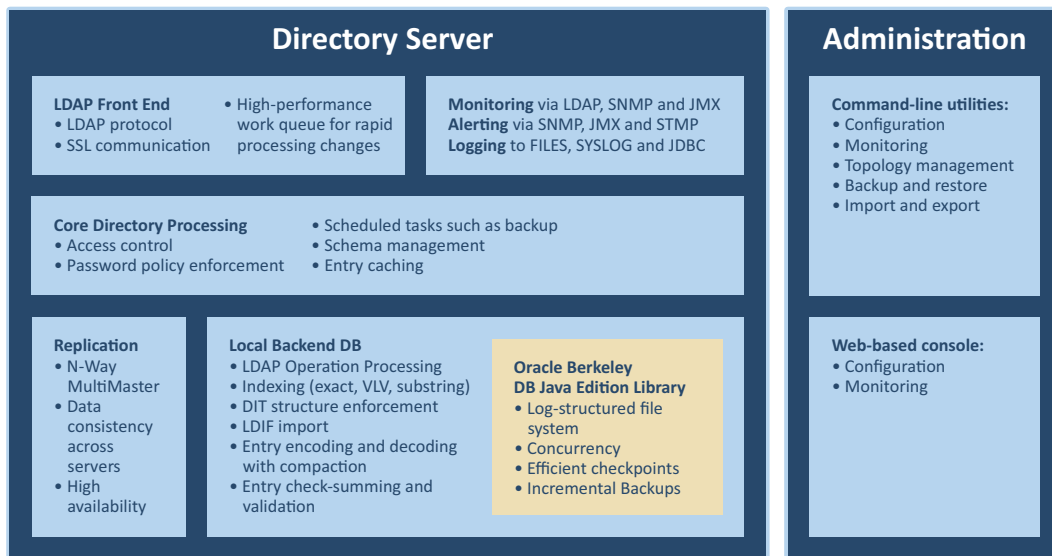 Directory Server
LDAP Front End
• LDAP protocol
• SSL communication
• High-performance
work queue for rapid
processing changes
Monitoring via LDAP, SNMP and JMX
Alerting via SNMP, JMX and STMP
Logging to FILES, SYSLOG and JDBC
Core Directory Processing
• Access control
• Password policy enforcement
• Scheduled tasks such as backup
• Schema management
• Entry caching
Replication
• N-Way
MultiMaster
• Data
consistency
across
servers
• High
availability
Local Backend DB
• LDAP Operation Processing
• Indexing (exact, VLV, substring)
• DIT structure enforcement
• LDIF import
• Entry encoding and decoding
with compaction
• Entry check-summing and
validation
Oracle Berkeley
DB Java Edition Library
• Log-structured file
system
• Concurrency
• Efficient checkpoints
• Incremental Backups
Administration
Command-line utilities:
• Configuration
• Monitoring
• Topology management
• Backup and restore
• Import and export
Web-based console:
• Configuration
• Monitoring